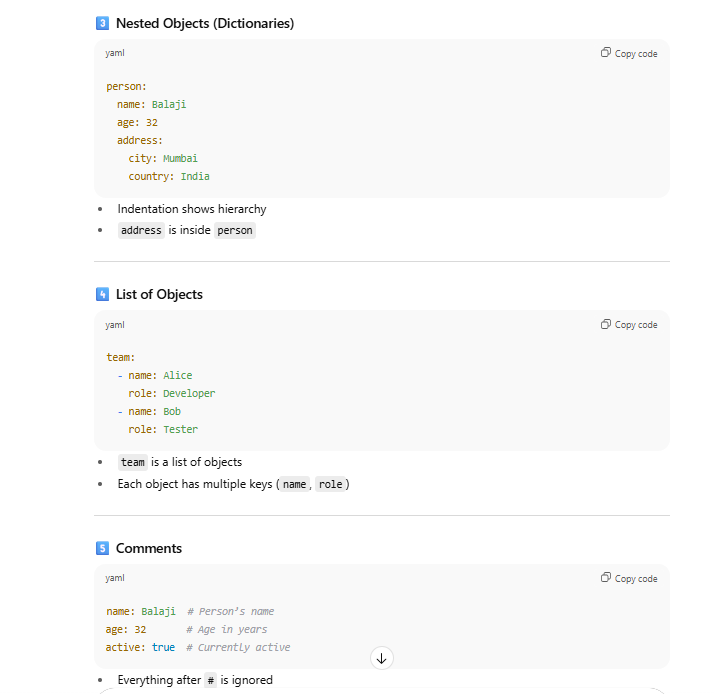 3 Nested Objects (Dictionaries)
yaml
Copy code
person:
  name: Balaji
  age: 32
  address:
    city: Mumbai
    country: India
• Indentation shows hierarchy
• address is inside person
4 List of Objects
yaml
Copy code
team:
  - name: Alice
    role: Developer
  - name: Bob
    role: Tester
• team is a list of objects
• Each object has multiple keys ( name, role )
5 Comments
yaml
Copy code
name: Balaji  # Person's name
age: 32       # Age in years
active: true  # Currently active
• Everything after # is ignored